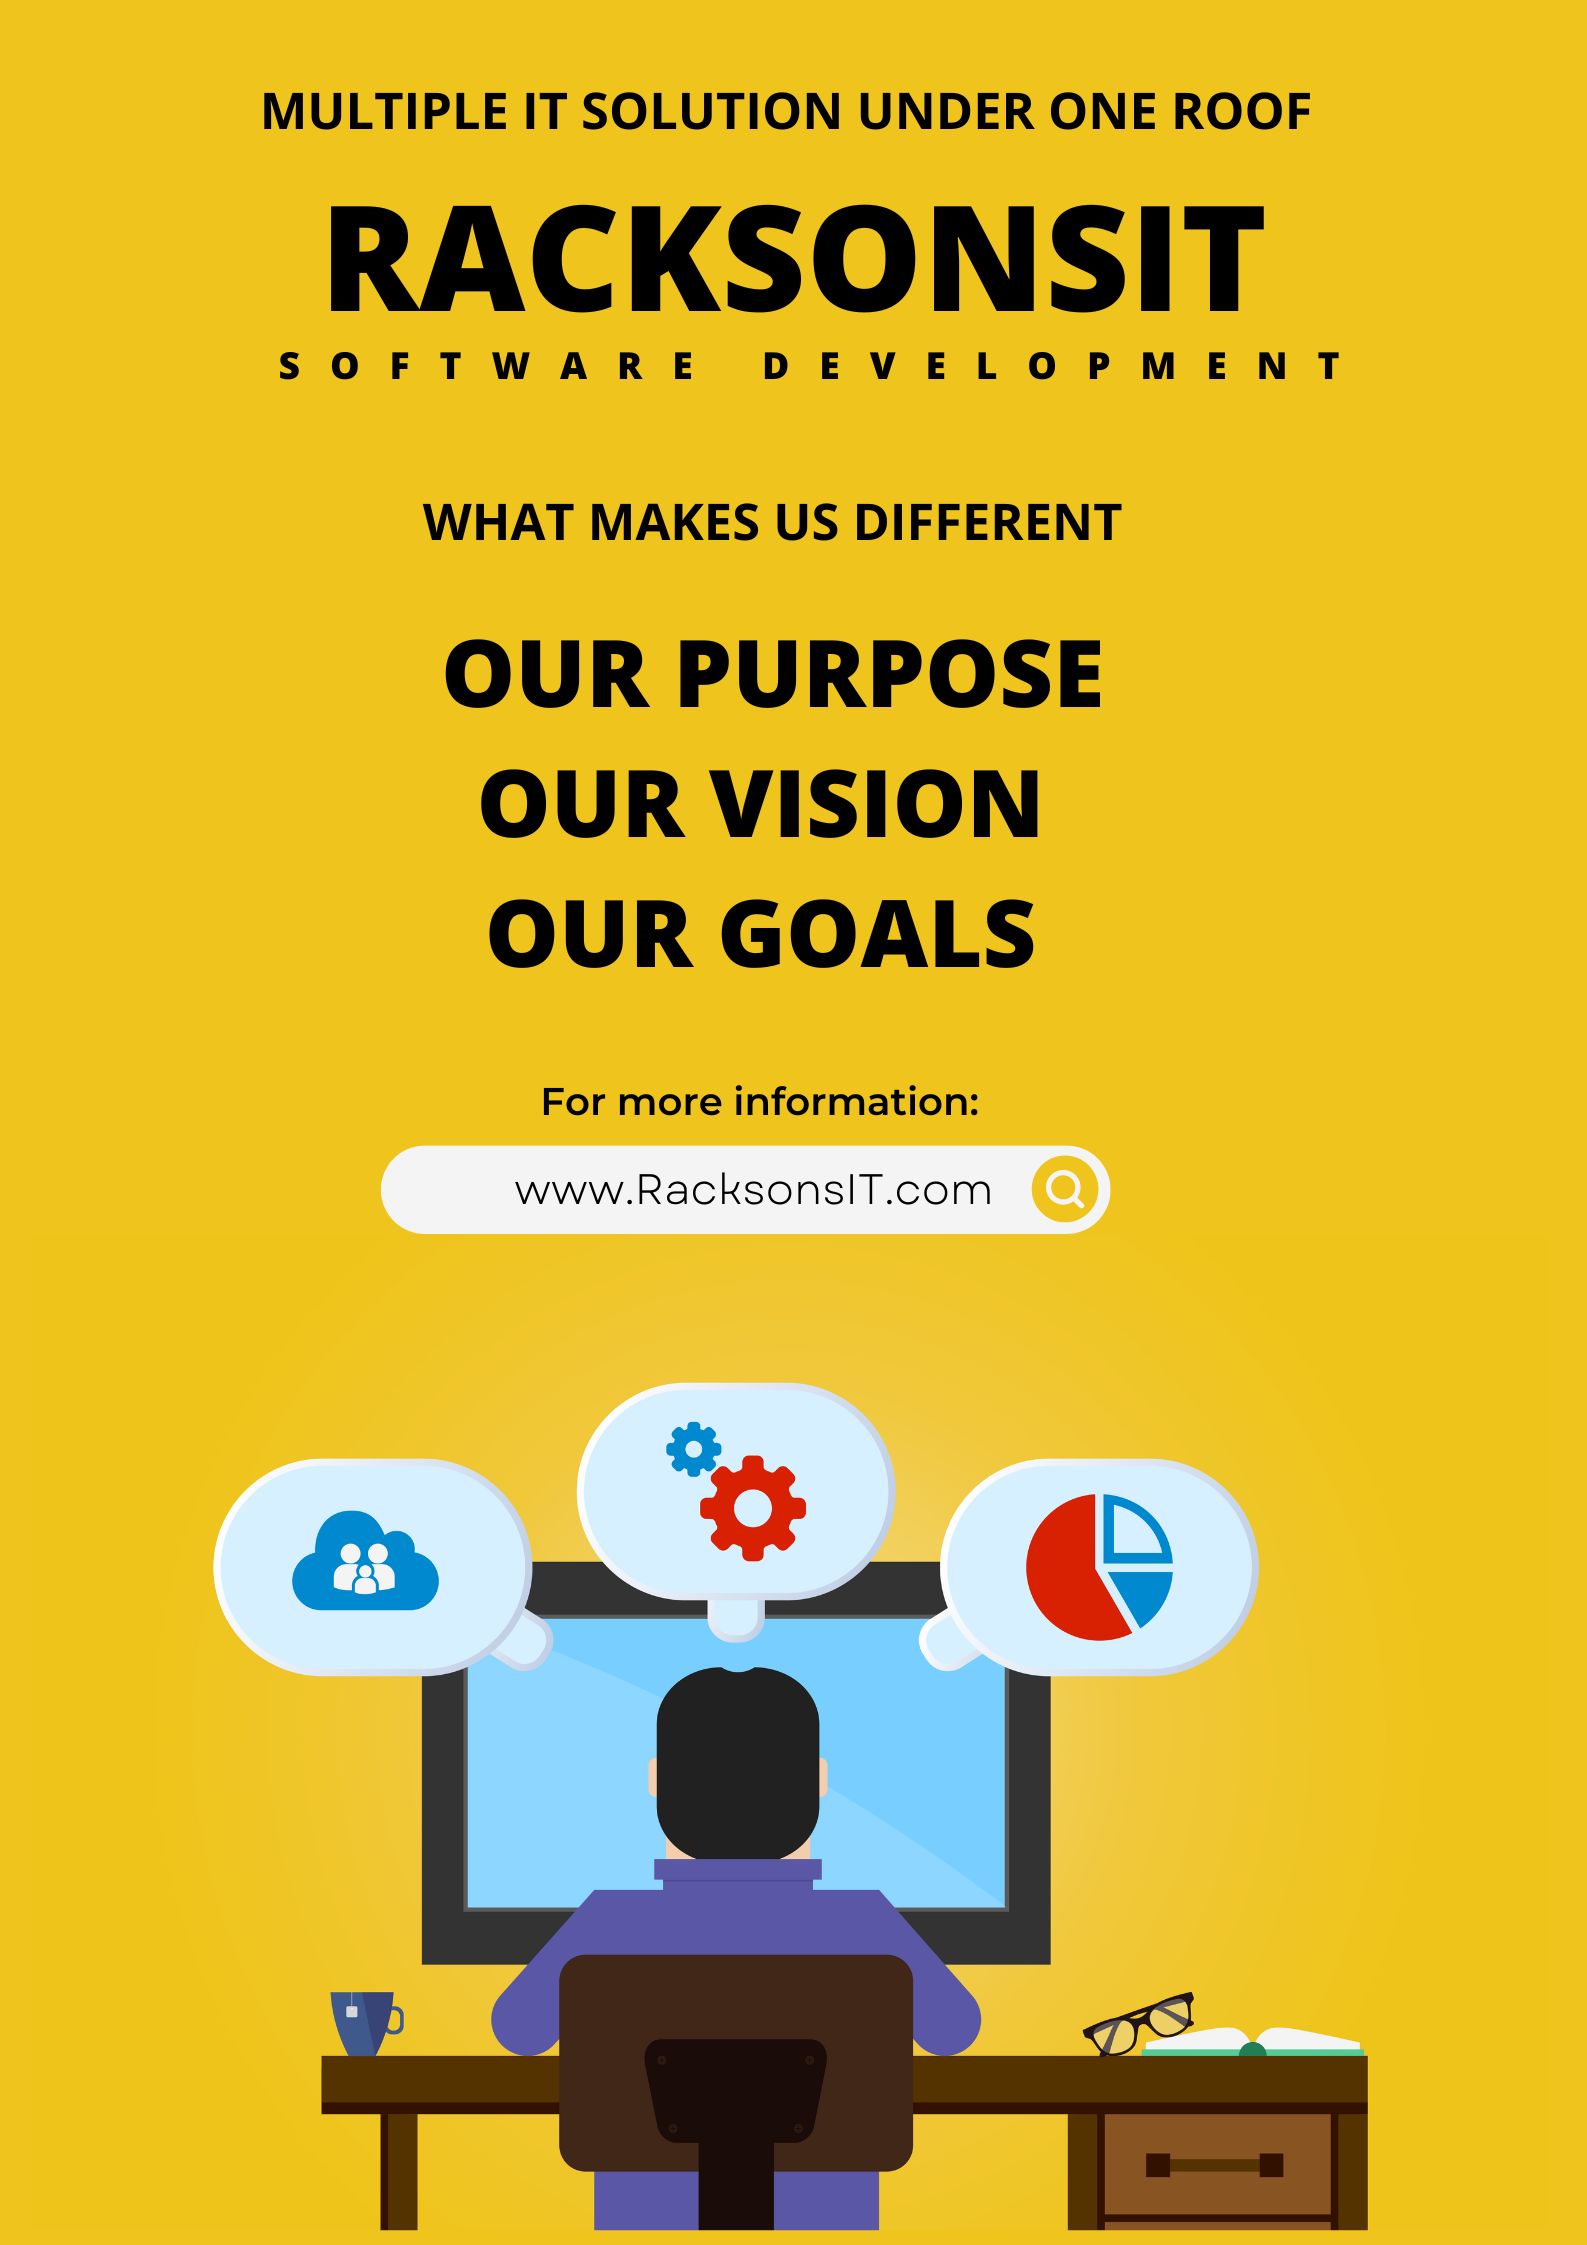 MULTIPLE IT SOLUTION UNDER ONE ROOF
RACKSONSIT
SOFTWARE DEVELOPMENT
WHAT MAKES US DIFFERENT
OUR PURPOSE
OUR VISION
OUR GOALS
For more information:
www.RacksonsIT.com